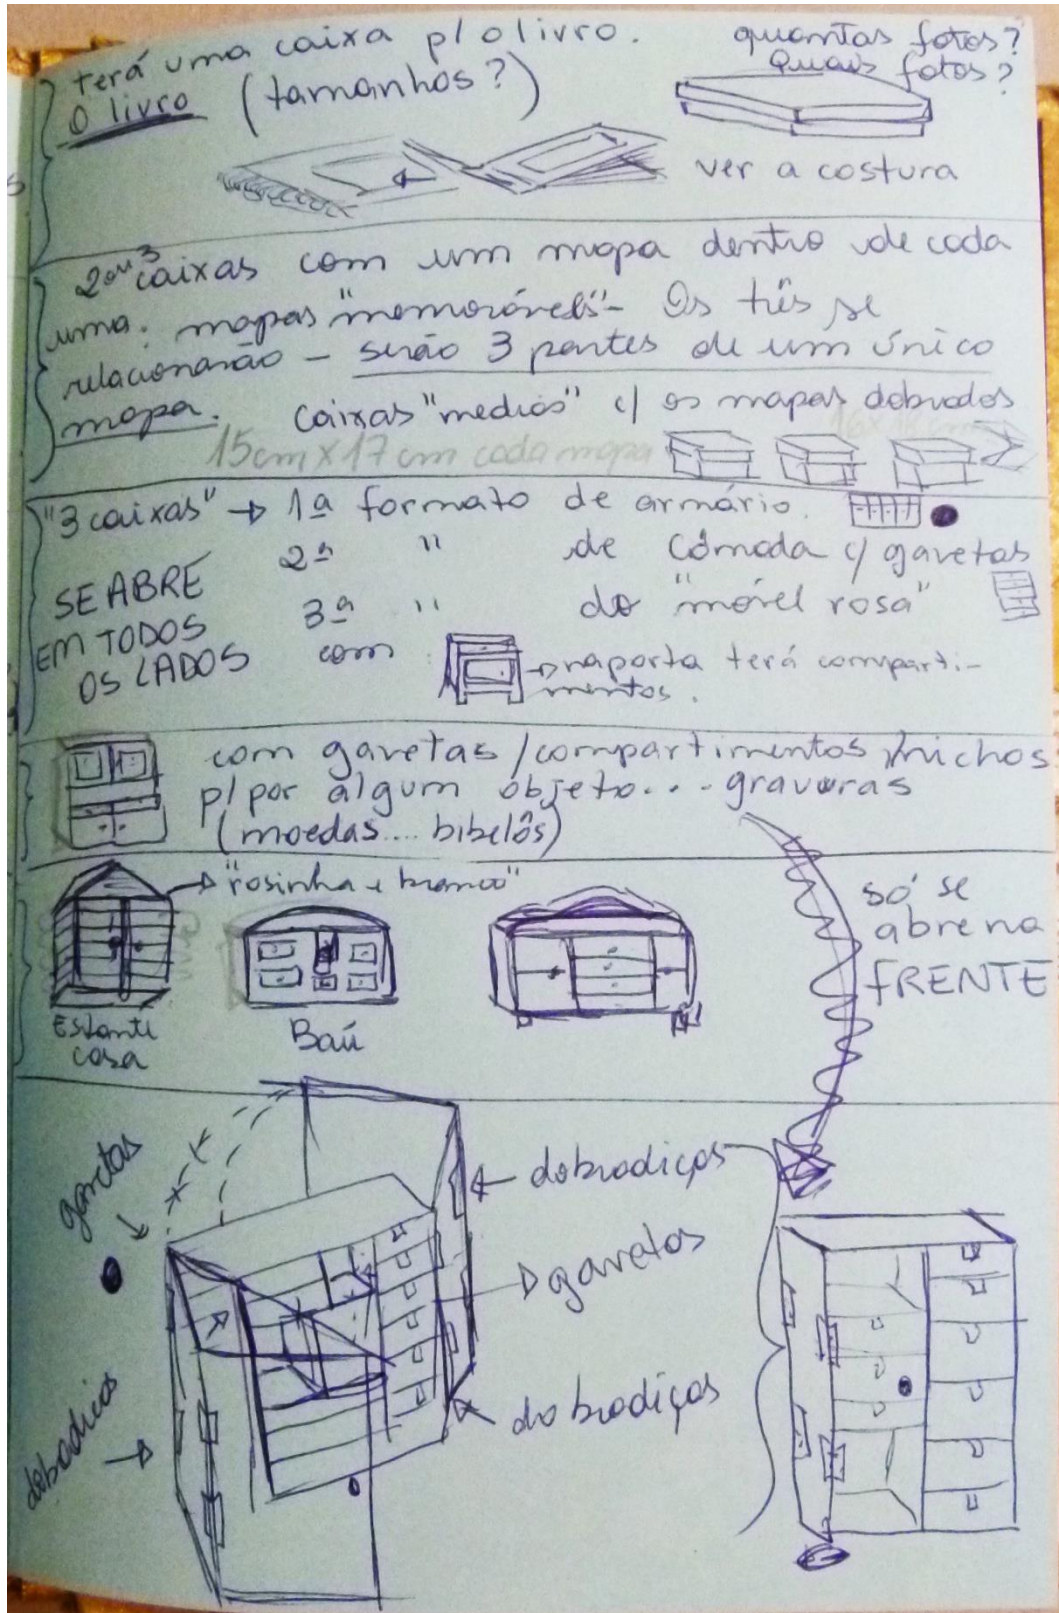 terá uma caixa p/ o livro.
quantas fotos?
Quais fotos?
O livro (tamanhos?)
ver a costura
2 ou 3 caixas com um mapa dentro de cada
uma. mapas "memoráveis" - Os três se
relacionarão - serão 3 partes de um único
mapa. caixas "medias" c/ os mapas dobrados
15cm x 17 cm cada mapa
"3 caixas" → 1ª formato de armário.
2ª " de cômoda c/ gavetas
3ª " do "móvel rosa"
SE ABRE
EM TODOS
OS LADOS
com
→ na porta terá comparti-
mentos.
com gavetas / compartimentos / nichos
p/ por algum objeto... - gravuras
(moedas.... bibelôs)
→ "rosinha e branco"
só se
abre na
FRENTE
Estante
casa
Baú
gavetas
← dobradiças
→ gavetas
dobradiças
dobradiças →